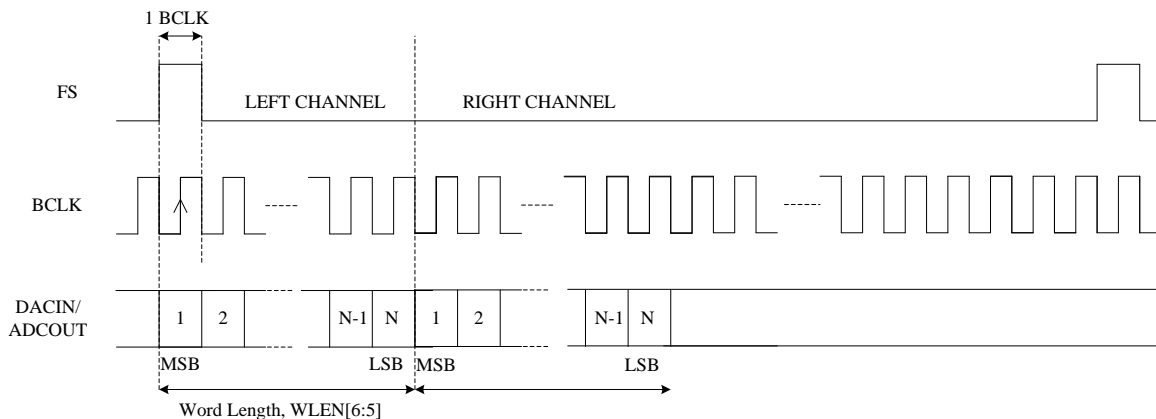 1 BCLK
FS
LEFT CHANNEL RIGHT CHANNEL
BCLK
DACIN/
ADCOUT
1 2 N-1 N 1 2 N-1 N
MSB LSB MSB LSB
Word Length, WLEN[6:5]